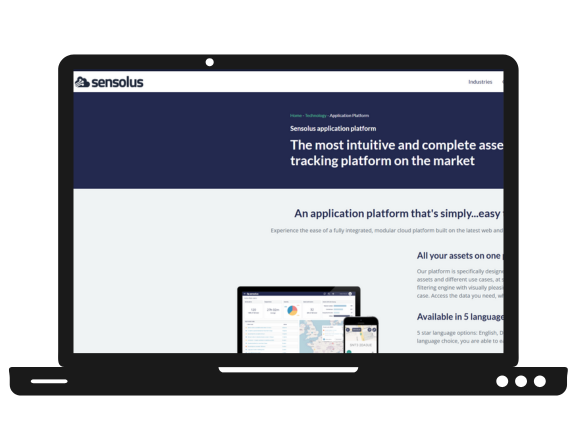 sensolus
Industries
Home - Technology - Application Platform
Sensolus application platform
The most intuitive and complete asse
tracking platform on the market
An application platform that's simply...easy
Experience the ease of a fully integrated, modular cloud platform built on the latest web and
All your assets on one
Our platform is specifically designe
assets and different use cases, at
filtering engine with visually pleas
case. Access the data you need, w
Available in 5 language
5 star language options: English, D
language choice, you are able to e